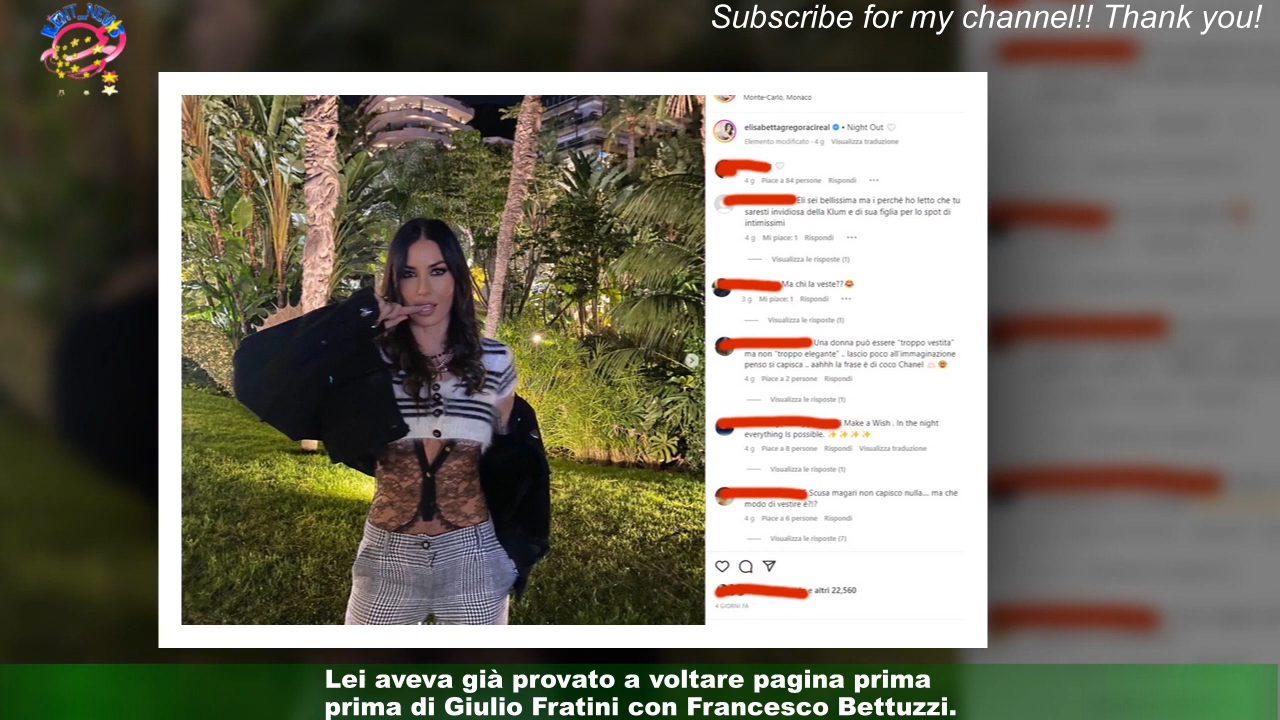 Subscribe for my channel!! Thank you!
Monte-Carlo, Monaco
elisabettagregoracireal • Night Out
Elemento modificato · 4 g Visualizza traduzione
4 g Piace a 84 persone Rispondi
Eli sei bellissima ma i perché ho letto che tu
saresti invidiosa della Klum e di sua figlia per lo spot di
intimissimi
4 g Mi piace: 1 Rispondi
Visualizza le risposte (1)
Ma chi la veste??😂
3 g Mi piace: 1 Rispondi
Visualizza le risposte (1)
Una donna può essere "troppo vestita"
ma non "troppo elegante" .. lascio poco all'immaginazione
penso si capisca .. aahhh la frase è di coco Chanel
4 g Piace a 2 persone Rispondi
Visualizza le risposte (1)
Make a Wish . In the night
everything Is possible. ✨✨✨✨
4 g Piace a 8 persone Rispondi Visualizza traduzione
Visualizza le risposte (1)
Scusa magari non capisco nulla.... ma che
modo di vestire è?!?
4 g Piace a 6 persone Rispondi
Visualizza le risposte (7)
e altri 22,560
4 GIORNI FA
Lei aveva già provato a voltare pagina prima
prima di Giulio Fratini con Francesco Bettuzzi.